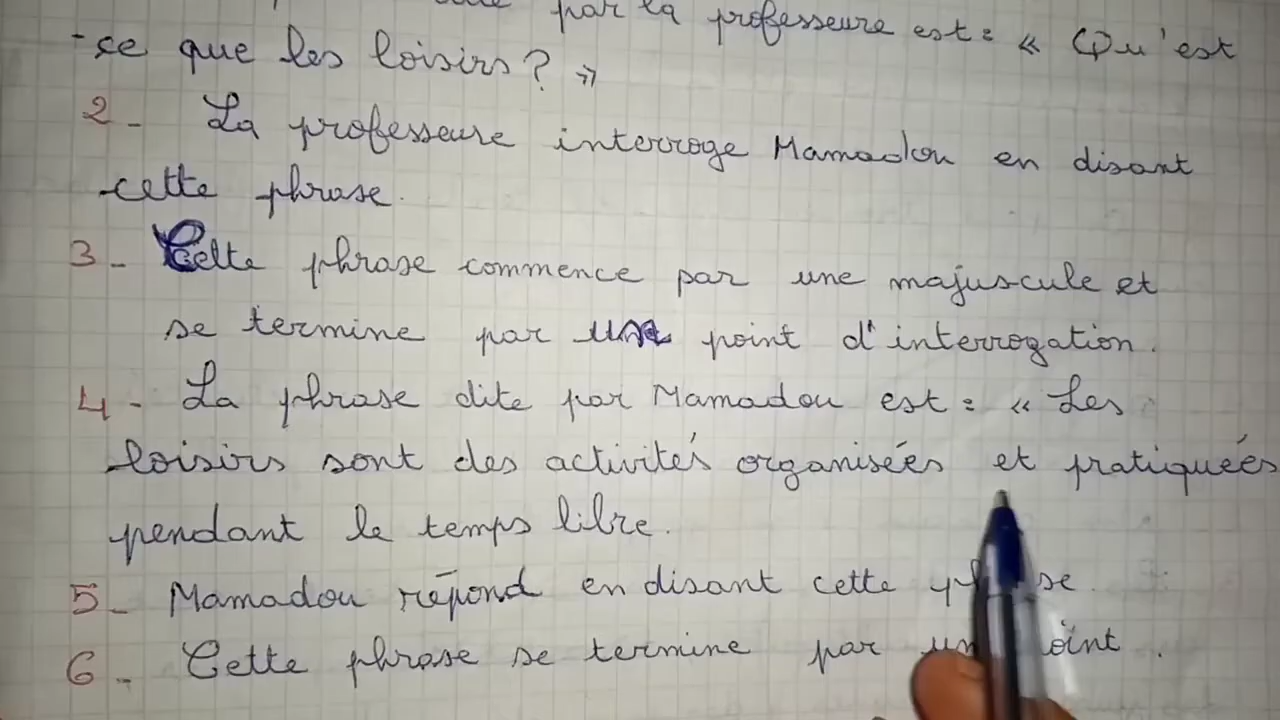 par la professeure est : « Qu'est
-ce que les loisirs ? »
2 - La professeure interroge Mamadou en disant
cette phrase.
3 - Cette phrase commence par une majuscule et
se termine par un point d'interrogation.
4 - La phrase dite par Mamadou est : « Les
loisirs sont des activités organisées et pratiquées
pendant le temps libre.
5 - Mamadou répond en disant cette
6 - Cette phrase se termine par un